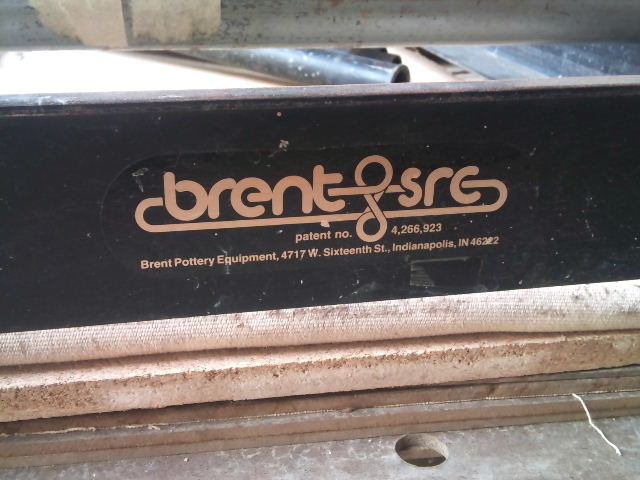 brent src
patent no. 4,266,923
Brent Pottery Equipment, 4717 W. Sixteenth St., Indianapolis, IN 46222